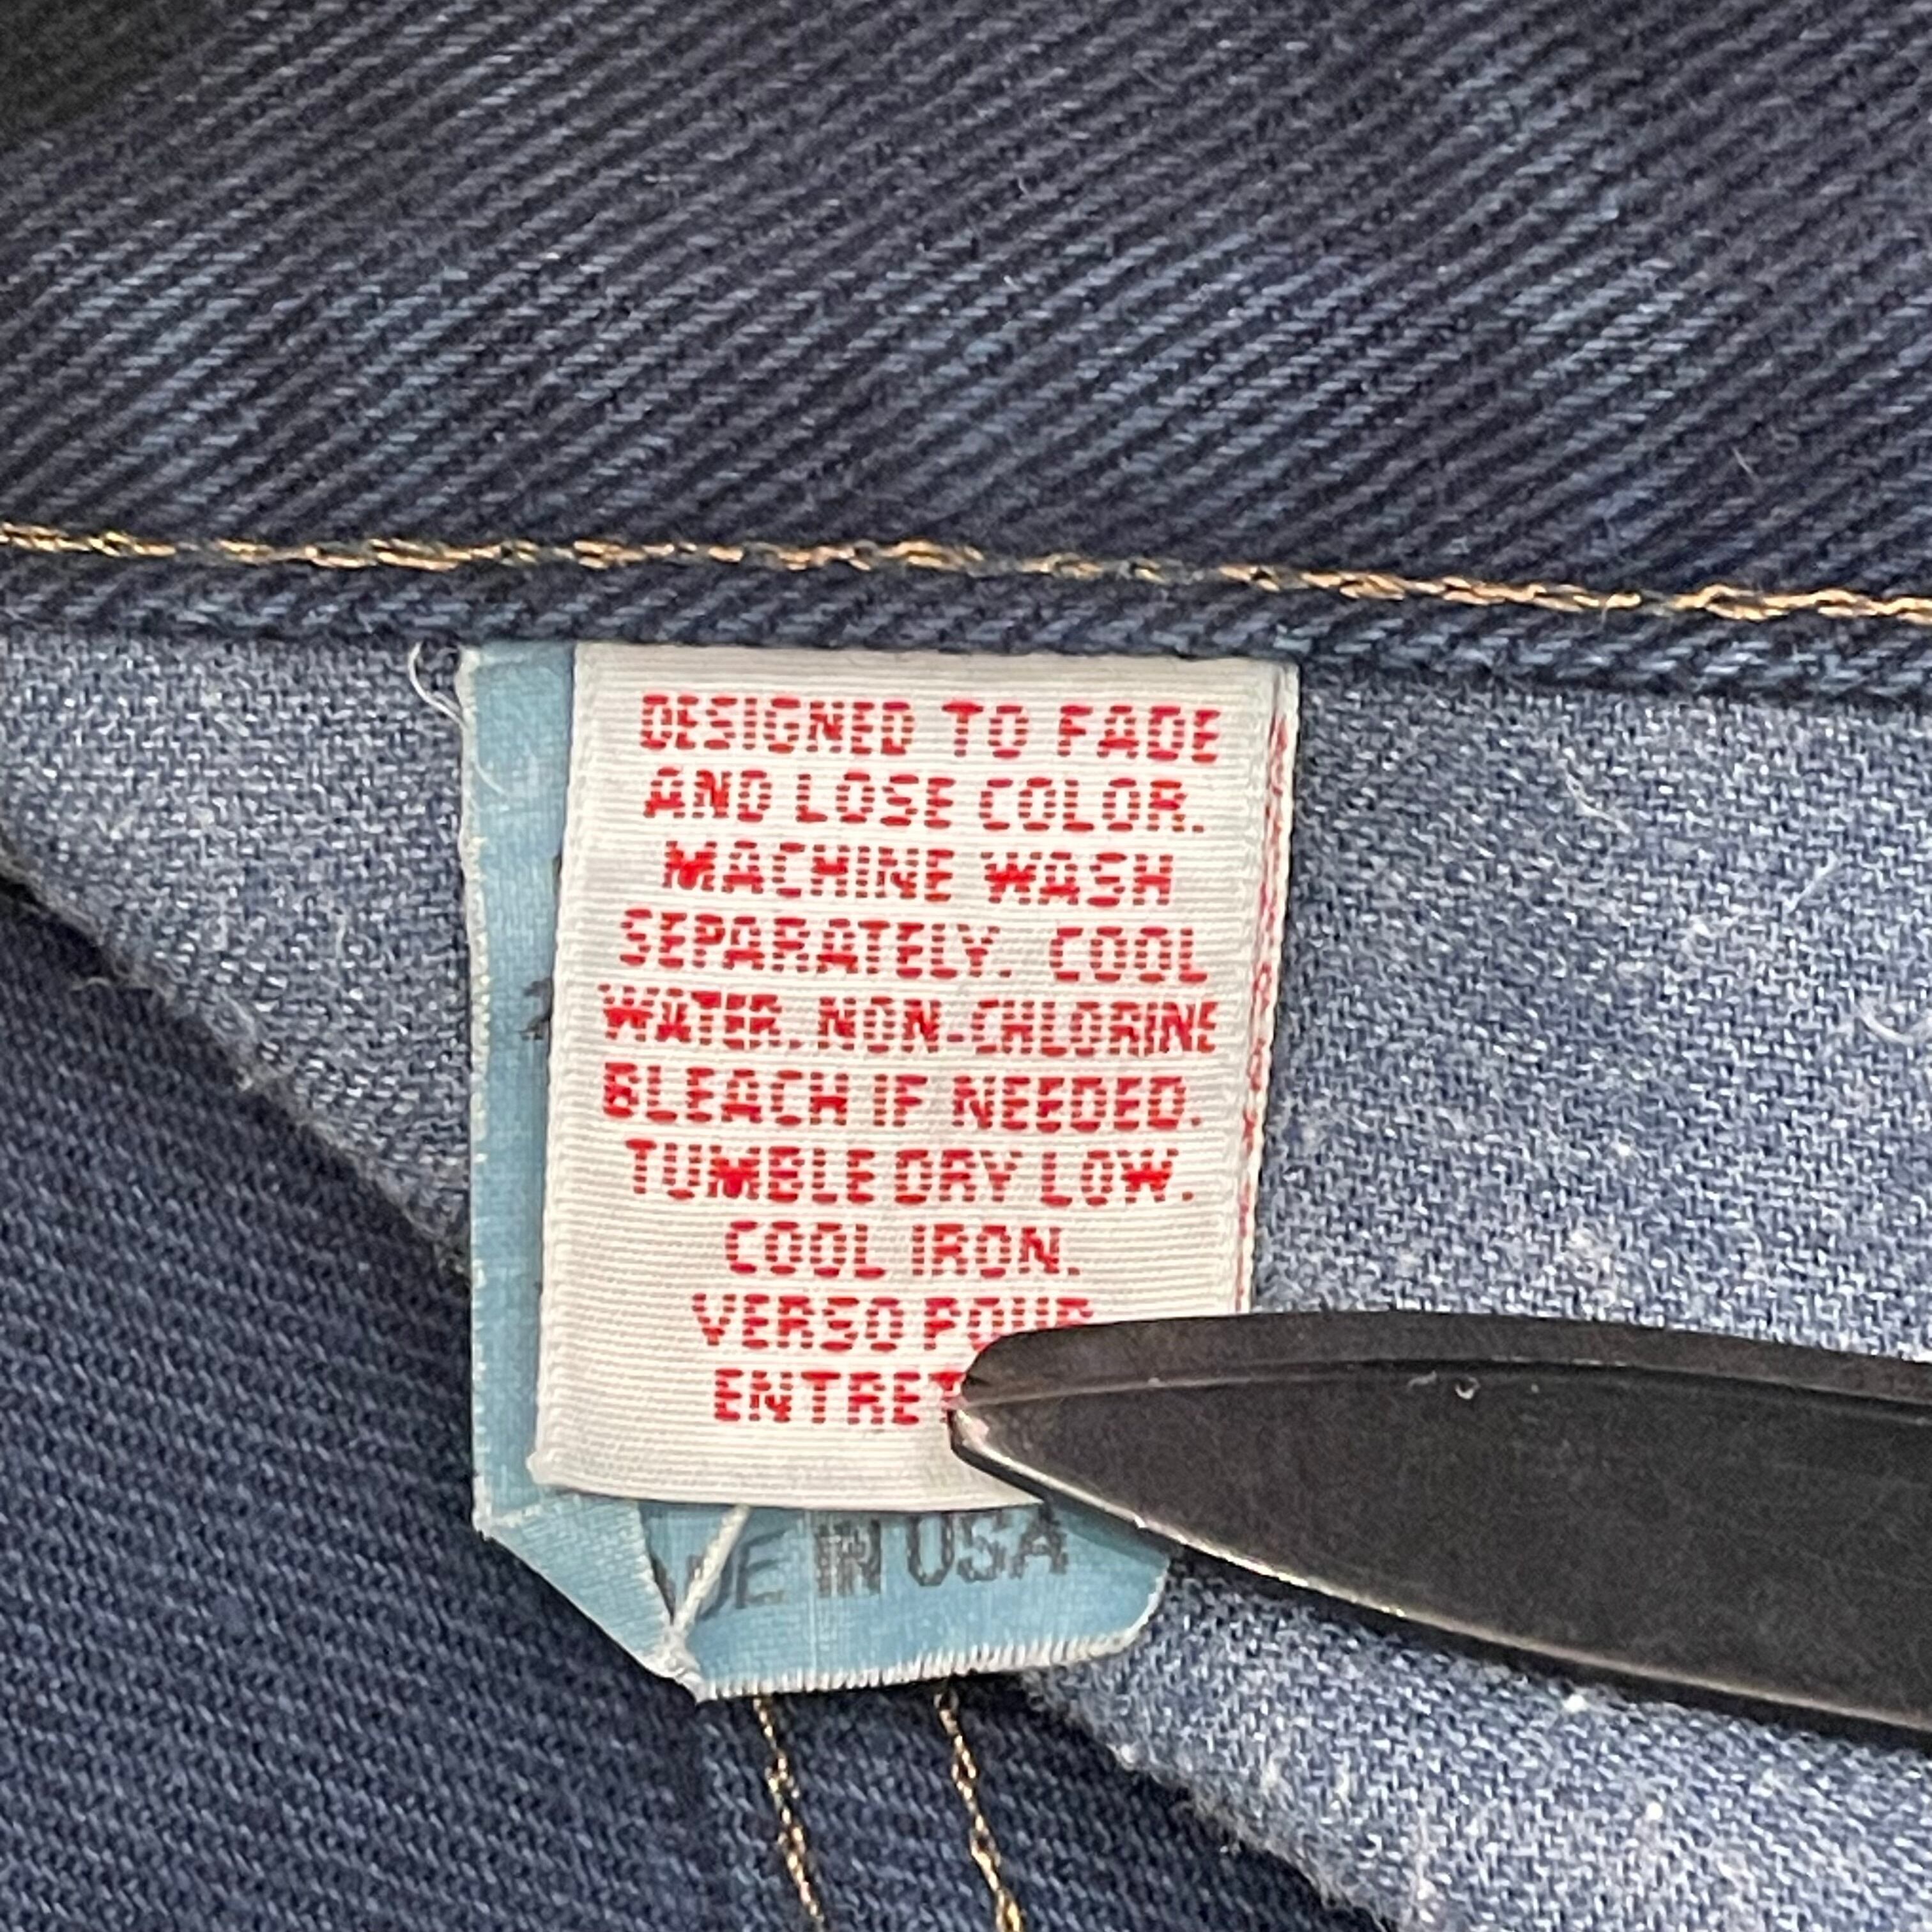 DESIGNED TO FADE
AND LOSE COLOR.
MACHINE WASH
SEPARATELY. COOL
WATER. NON-CHLORINE
BLEACH IF NEEDED.
TUMBLE DRY LOW.
COOL IRON.
VERSO POUR
IN USA